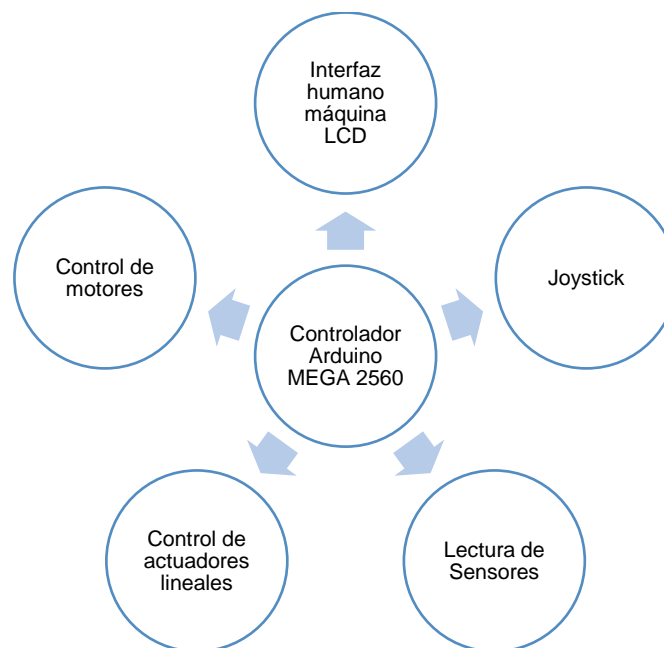 Interfaz
humano
máquina
LCD
Control de
motores
Joystick
Controlador
Arduino
MEGA 2560
Control de
actuadores
lineales
Lectura de
Sensores